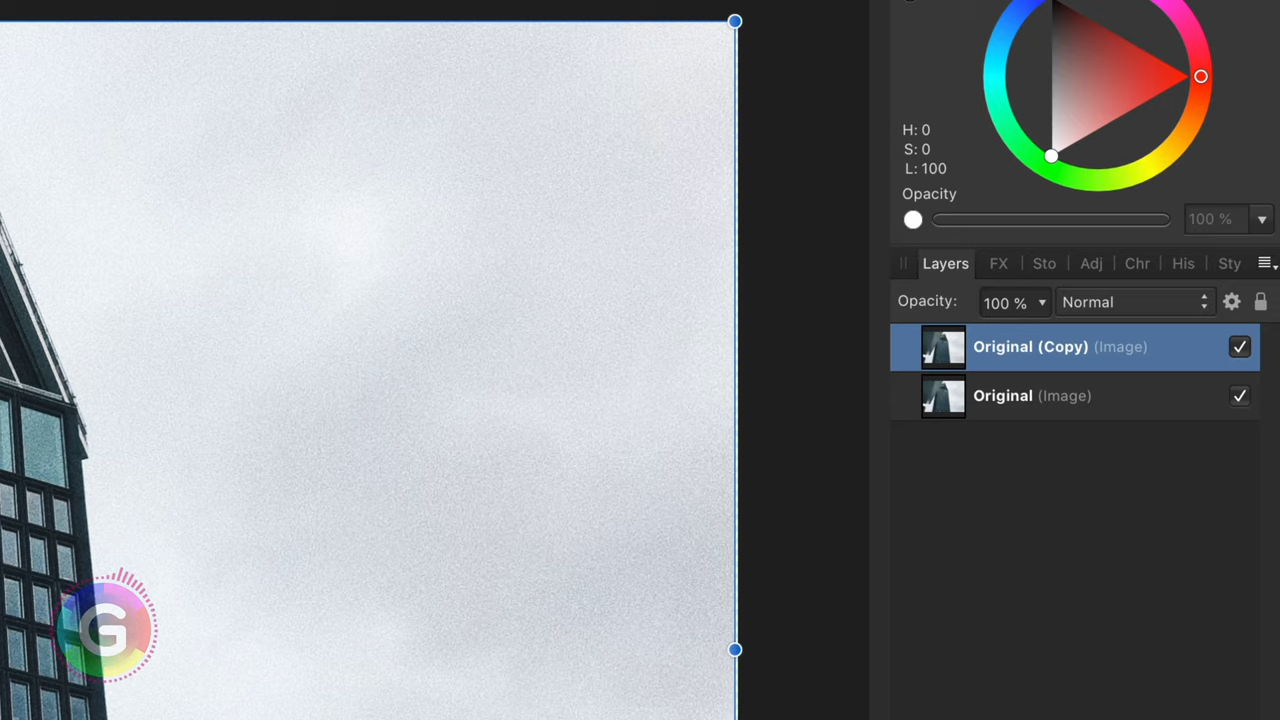 H: 0
S: 0
L: 100
Opacity
100 %
Layers FX Sto Adj Chr His Sty
Opacity: 100 % Normal
Original (Copy) (Image)
Original (Image)
G